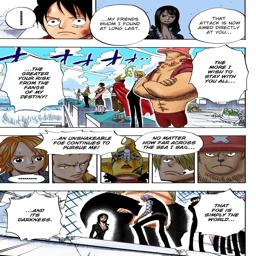 THAT
ATTACK IS NOW
AIMED DIRECTLY
AT YOU...
...MY FRIENDS
WHOM I FOUND
AT LONG LAST.
THE MORE I
WISH TO
STAY WITH
YOU ALL...
...THE
GREATER
YOUR RISK
FROM THE
FANGS OF
MY DESTINY!
NO MATTER
HOW FAR ACROSS
THE SEA I SAIL...
...AN UNSHAKEABLE
FOE CONTINUES TO
PURSUE ME!
THAT
FOE IS
SIMPLY THE
WORLD...
...AND
ITS
DARKNESS.